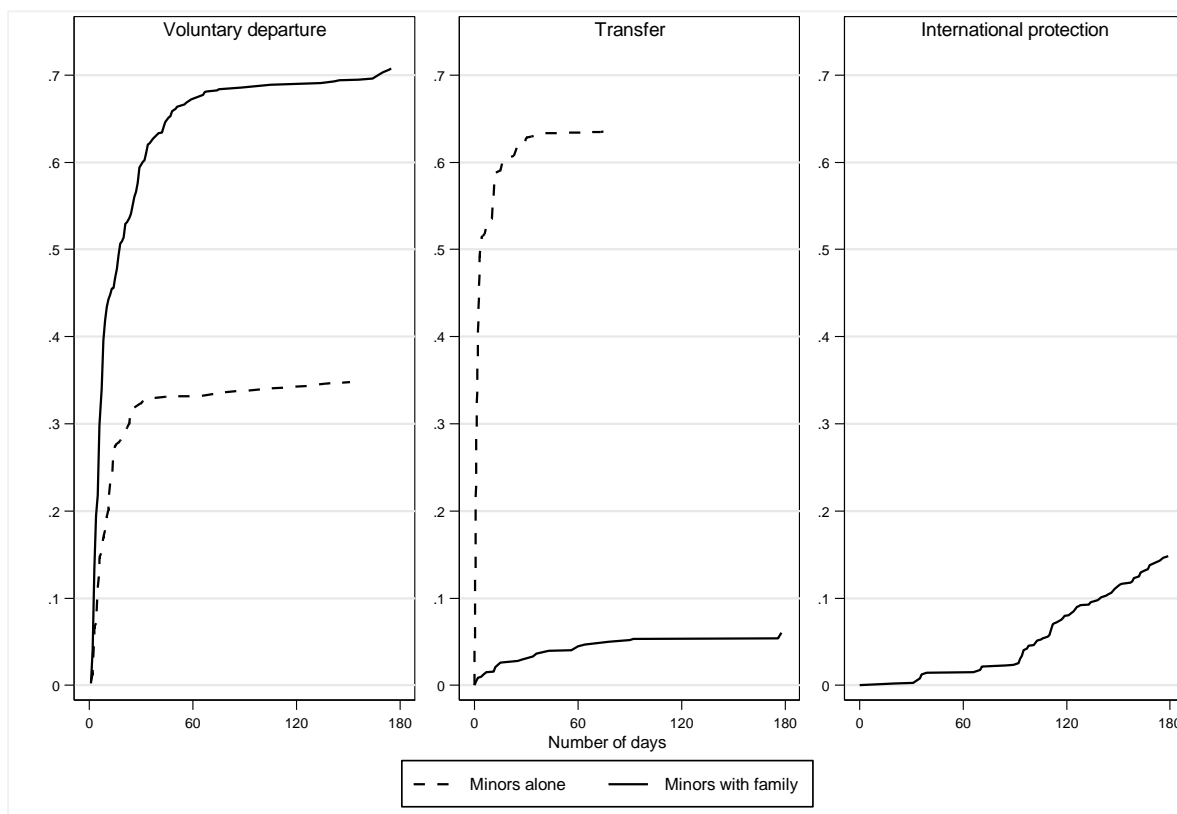 Voluntary departure
Transfer
International protection
.7
.6
.5
.4
.3
.2
.1
0
.7
.6
.5
.4
.3
.2
.1
0
.7
.6
.5
.4
.3
.2
.1
0
0 60 120 180
0 60 120 180
0 60 120 180
Number of days
Minors alone
Minors with family